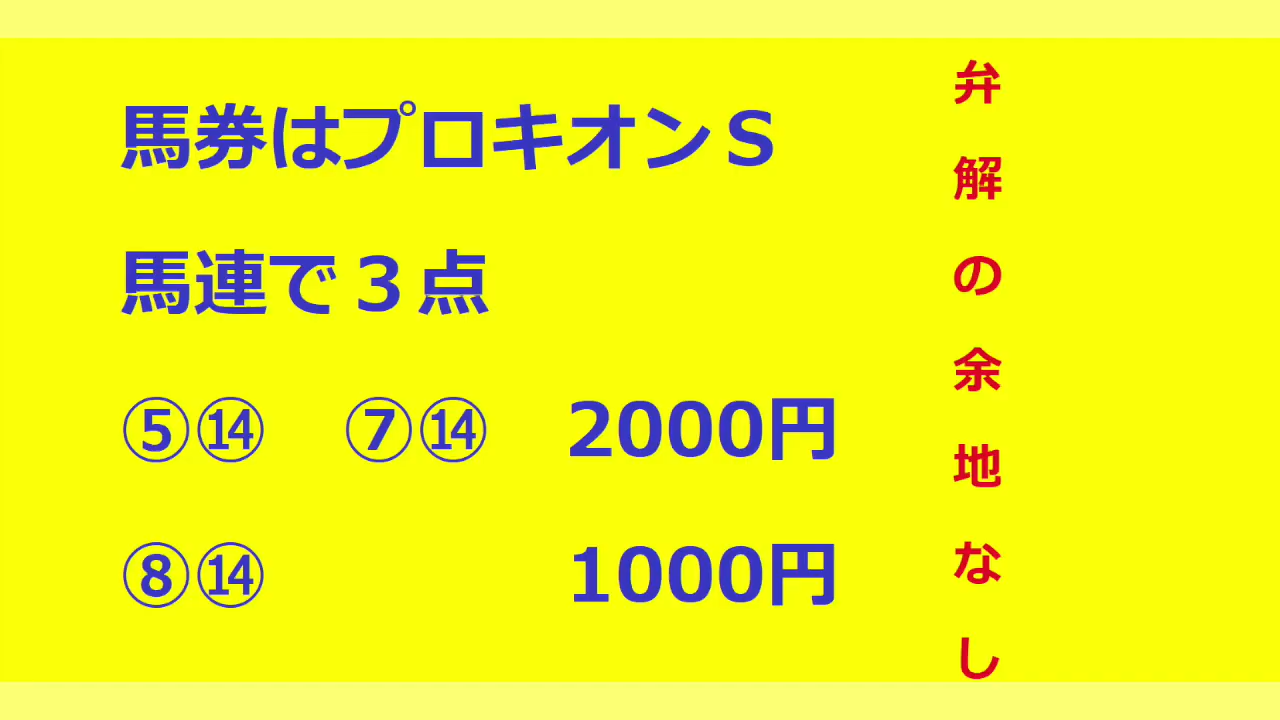 馬券はプロキオンＳ
馬連で３点
⑤⑭　⑦⑭　2000円
⑧⑭　　　　1000円
弁解の余地なし